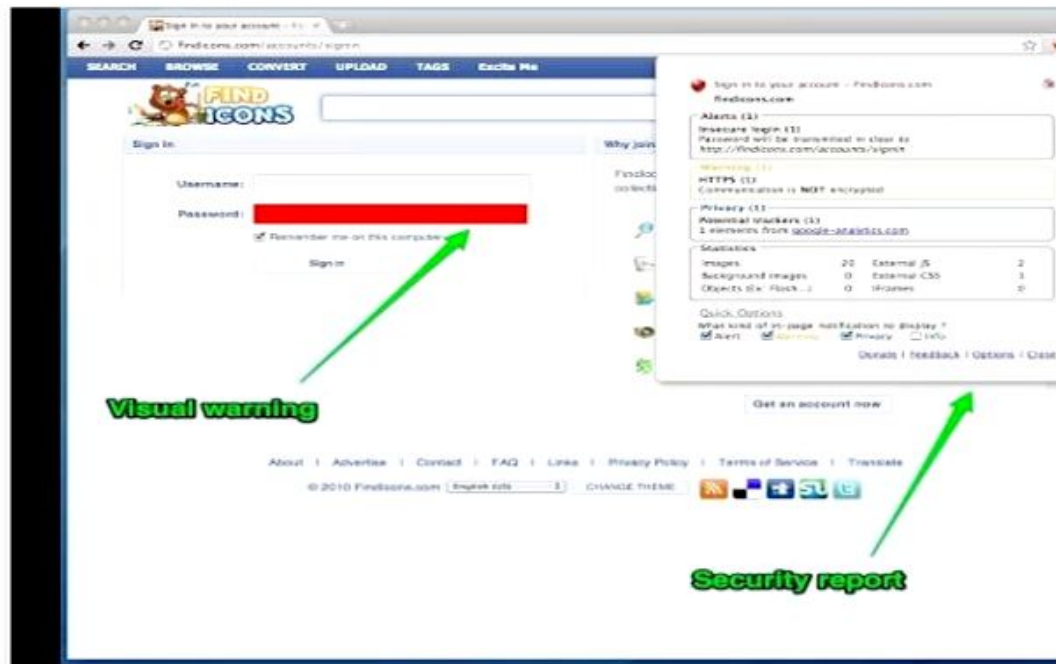 Sign in to your account - Fi
findicons.com/accounts/signin
SEARCH BROWSE CONVERT UPLOAD TAGS Excite Me
FIND
ICONS
Sign in
Why join
Username:
Password:
Remember me on this computer
Sign in
Sign in to your account - Findicons.com
findicons.com
Alerts (1)
Insecure login (1)
Password will be transmitted in clear to
http://findicons.com/accounts/signin
Warning (1)
HTTPS (1)
Communication is NOT encrypted
Privacy (1)
Potential trackers (1)
1 elements from google-analytics.com
Statistics
Images 20 External JS 2
Background images 0 External CSS
Objects (Ex: Flash...) 0 iFrames 0
Quick Options
What kind of in-page notification to display ?
Alert Warning Privacy Info
Donate | feedback | Options | Close
Visual warning
Get an account now
About | Advertise | Contact | FAQ | Links | Privacy Policy | Terms of Service | Translate
© 2010 Findicons.com English (US) CHANGE THEME
Security report